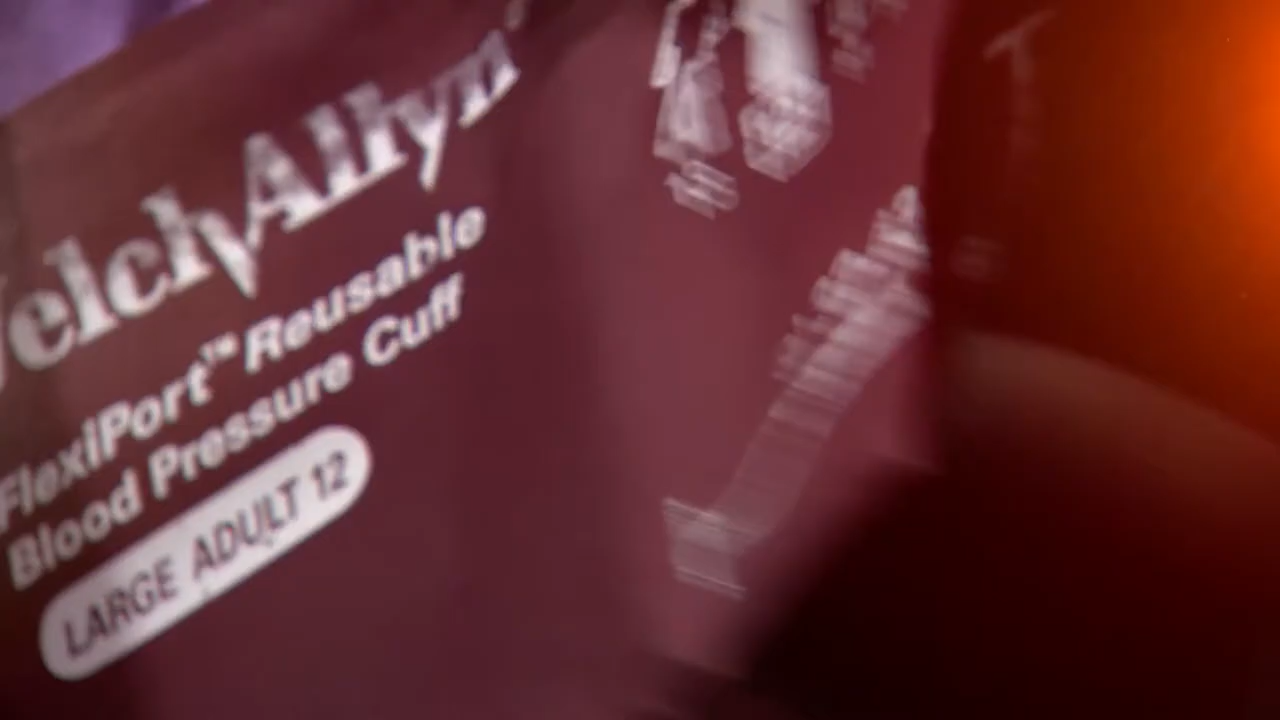 WelchAllyn
FlexiPort™ Reusable
Blood Pressure Cuff
LARGE ADULT 12